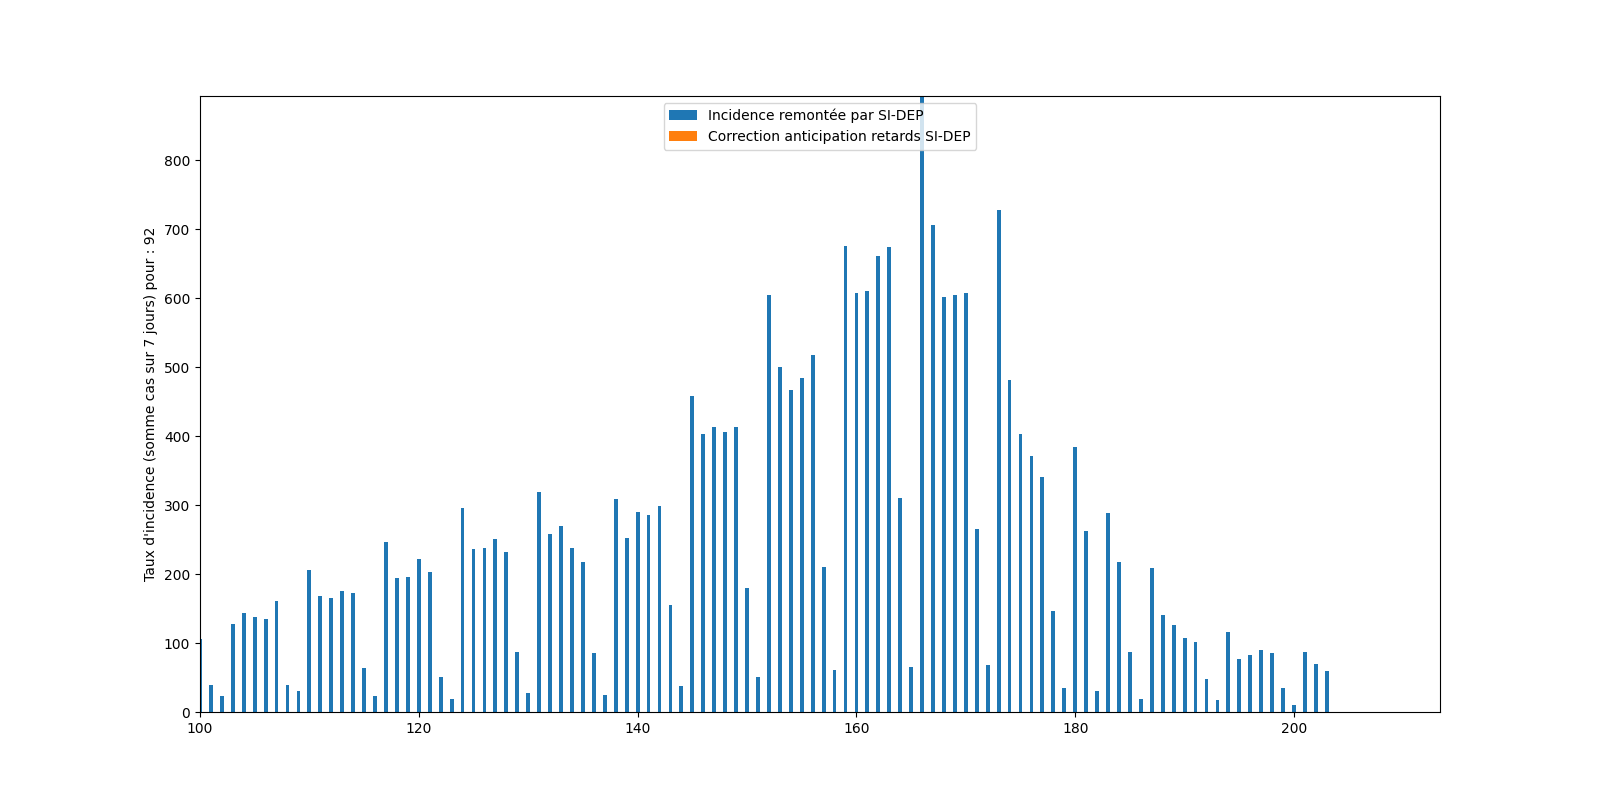 Incidence remontée par SI-DEP
Correction anticipation retards SI-DEP
Taux d'incidence (somme cas sur 7 jours) pour : 92
800
700
600
500
400
300
200
100
0
100 120 140 160 180 200